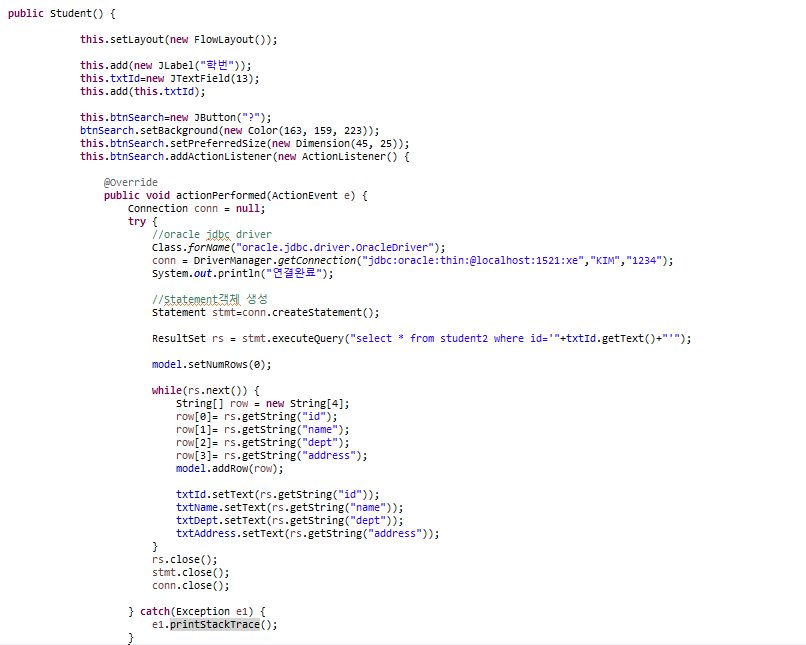 public Student() {
this.setLayout(new FlowLayout());
this.add(new JLabel("학번"));
this.txtId=new JTextField(13);
this.add(this.txtId);
this.btnSearch=new JButton("?");
btnSearch.setBackground(new Color(163, 159, 223));
this.btnSearch.setPreferredSize(new Dimension(45, 25));
this.btnSearch.addActionListener(new ActionListener() {
@Override
public void actionPerformed(ActionEvent e) {
Connection conn = null;
try {
//oracle jdbc driver
Class.forName("oracle.jdbc.driver.OracleDriver");
conn = DriverManager.getConnection("jdbc:oracle:thin:@localhost:1521:xe","KIM","1234");
System.out.println("연결완료");
//Statement객체 생성
Statement stmt=conn.createStatement();
ResultSet rs = stmt.executeQuery("select * from student2 where id='"+txtId.getText()+"'");
model.setNumRows(0);
while(rs.next()) {
String[] row = new String[4];
row[0]= rs.getString("id");
row[1]= rs.getString("name");
row[2]= rs.getString("dept");
row[3]= rs.getString("address");
model.addRow(row);
txtId.setText(rs.getString("id"));
txtName.setText(rs.getString("name"));
txtDept.setText(rs.getString("dept"));
txtAddress.setText(rs.getString("address"));
}
rs.close();
stmt.close();
conn.close();
} catch(Exception e1) {
e1.printStackTrace();
}